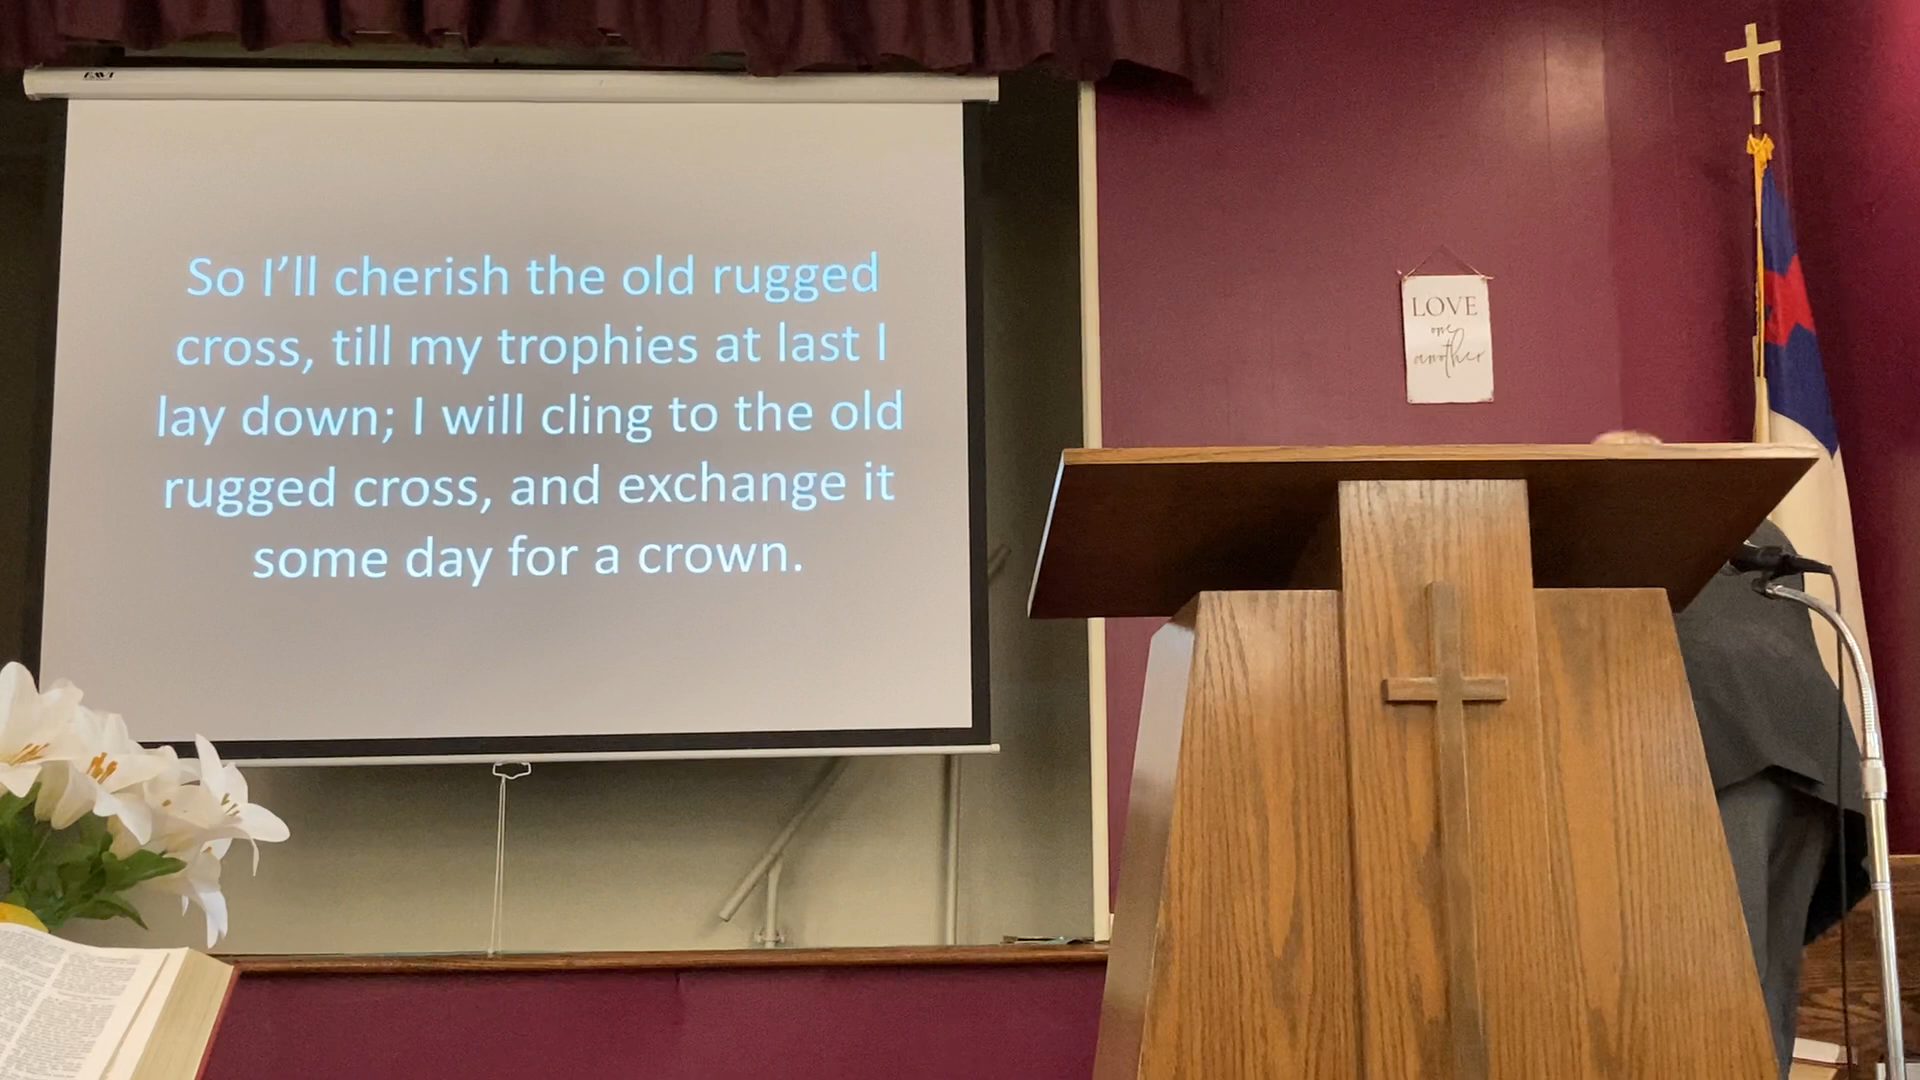 So I’ll cherish the old rugged
cross, till my trophies at last I
lay down; I will cling to the old
rugged cross, and exchange it
some day for a crown.
LOVE
one
another